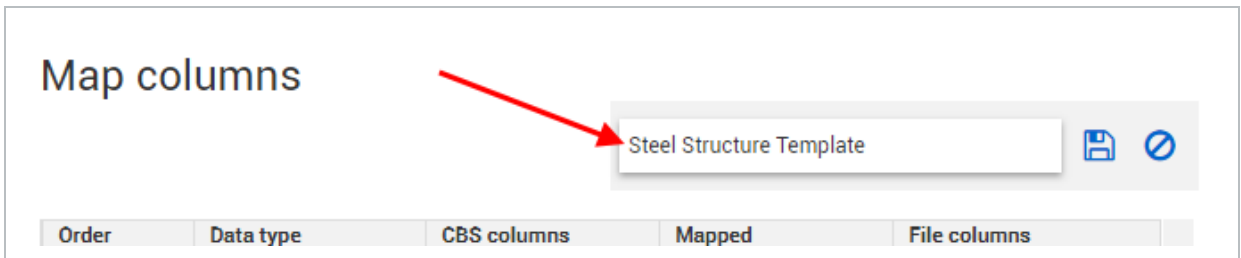 Map columns
Steel Structure Template
Order Data type CBS columns Mapped File columns